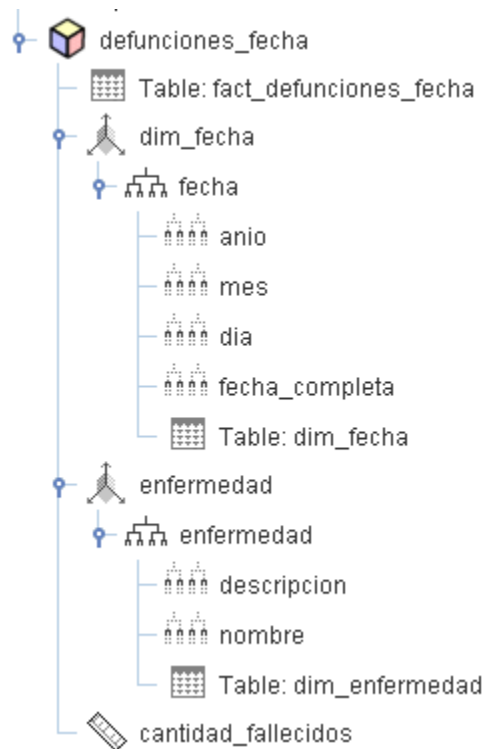 defunciones_fecha
Table: fact_defunciones_fecha
dim_fecha
fecha
anio
mes
dia
fecha_completa
Table: dim_fecha
enfermedad
enfermedad
descripcion
nombre
Table: dim_enfermedad
cantidad_fallecidos